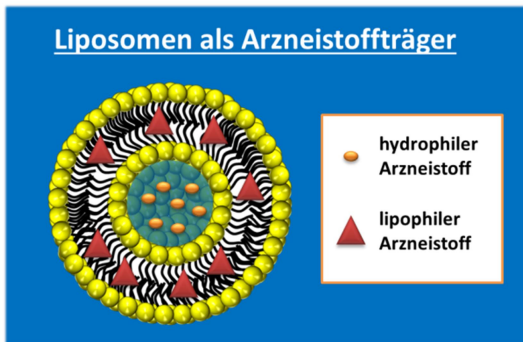 Liposomen als Arzneistoffträger
hydrophiler
Arzneistoff
lipophiler
Arzneistoff